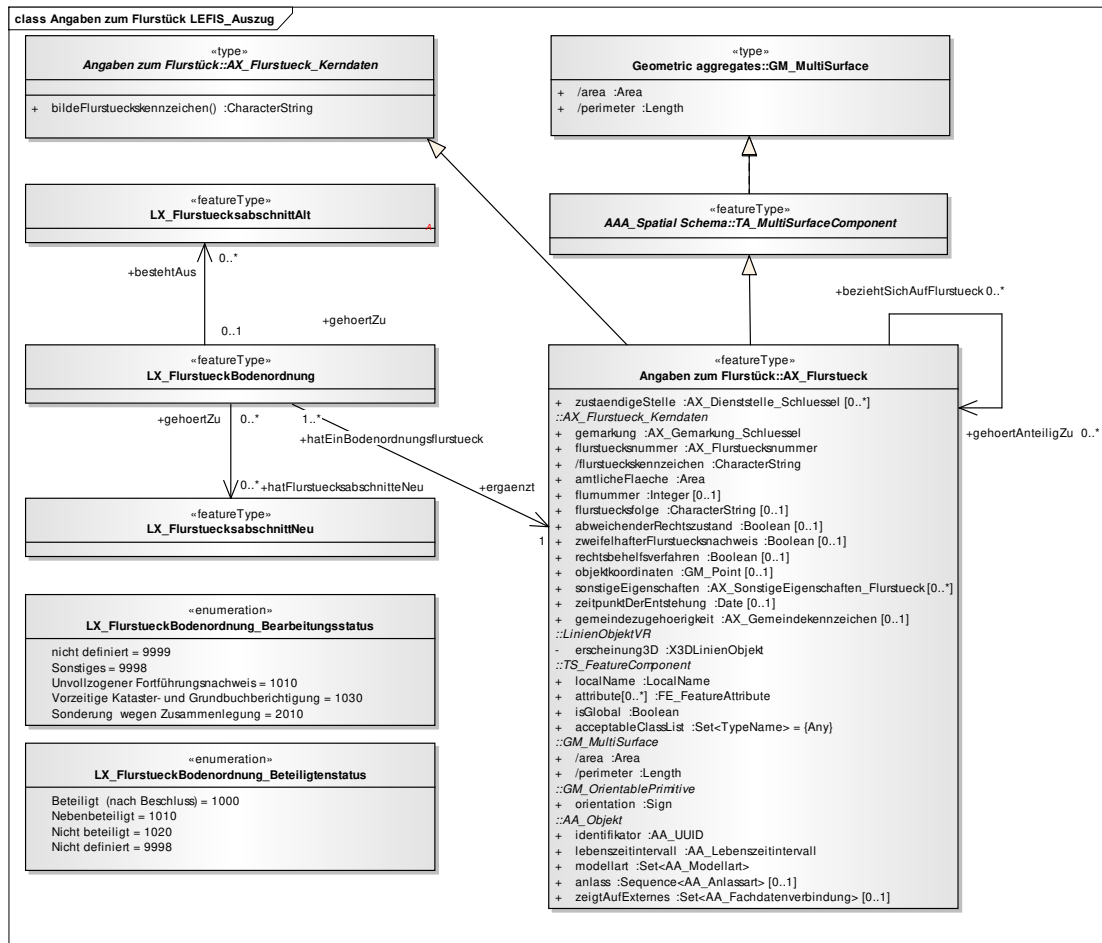 class Angaben zum Flurstück LEFIS_Auszug
«type»
Angaben zum Flurstück::AX_Flurstueck_Kerndaten
+ bildeFlurstueckskennzeichen() :CharacterString
«type»
Geometric aggregates::GM_MultiSurface
+ /area :Area
+ /perimeter :Length
«featureType»
LX_FlurstuecksabschnittAlt
A
«featureType»
AAA_Spatial Schema::TA_MultiSurfaceComponent
+bestehtAus
0..*
0..1
+gehoertZu
+beziehtSichAufFlurstueck 0..*
+gehoertAnteiligZu 0..*
«featureType»
LX_FlurstueckBodenordnung
+gehoertZu
0..*
1..*
+hatEinBodenordnungsflurstueck
+ergaenzt
1
0..*
+hatFlurstuecksabschnitteNeu
«featureType»
LX_FlurstuecksabschnittNeu
«enumeration»
LX_FlurstueckBodenordnung_Bearbeitungsstatus
nicht definiert = 9999
Sonstiges = 9998
Unvollzogener Fortführungsnachweis = 1010
Vorzeitige Kataster- und Grundbuchberichtigung = 1030
Sonderung wegen Zusammenlegung = 2010
«enumeration»
LX_FlurstueckBodenordnung_Beteiligtenstatus
Beteiligt (nach Beschluss) = 1000
Nebenbeteiligt = 1010
Nicht beteiligt = 1020
Nicht definiert = 9998
«featureType»
Angaben zum Flurstück::AX_Flurstueck
+ zustaendigeStelle :AX_Dienststelle_Schluessel [0..*]
::AX_Flurstueck_Kerndaten
+ gemarkung :AX_Gemarkung_Schluessel
+ flurstuecksnummer :AX_Flurstuecksnummer
+ /flurstueckskennzeichen :CharacterString
+ amtlicheFlaeche :Area
+ flurnummer :Integer [0..1]
+ flurstuecksfolge :CharacterString [0..1]
+ abweichenderRechtszustand :Boolean [0..1]
+ zweifelhafterFlurstuecksnachweis :Boolean [0..1]
+ rechtsbehelfsverfahren :Boolean [0..1]
+ objektkoordinaten :GM_Point [0..1]
+ sonstigeEigenschaften :AX_SonstigeEigenschaften_Flurstueck [0..*]
+ zeitpunktDerEntstehung :Date [0..1]
+ gemeindezugehoerigkeit :AX_Gemeindekennzeichen [0..1]
::LinienObjektVR
- erscheinung3D :X3DLinienObjekt
::TS_FeatureComponent
+ localName :LocalName
+ attribute[0..*] :FE_FeatureAttribute
+ isGlobal :Boolean
+ acceptableClassList :Set<TypeName> = {Any}
::GM_MultiSurface
+ /area :Area
+ /perimeter :Length
::GM_OrientablePrimitive
+ orientation :Sign
::AA_Objekt
+ identifikator :AA_UUID
+ lebenszeitintervall :AA_Lebenszeitintervall
+ modellart :Set<AA_Modellart>
+ anlass :Sequence<AA_Anlassart> [0..1]
+ zeigtAufExternes :Set<AA_Fachdatenverbindung> [0..1]